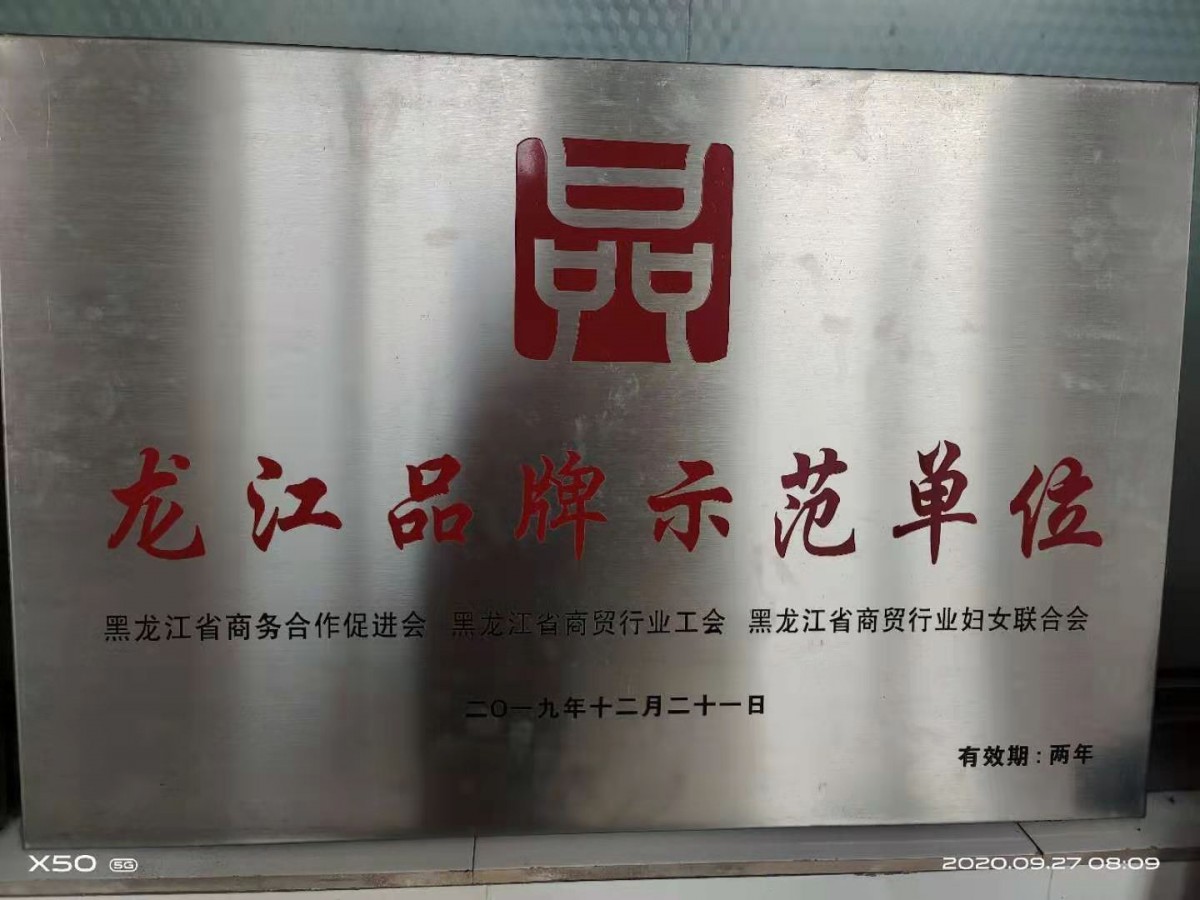 品
龙江品牌示范单位
黑龙江省商务合作促进会 黑龙江省商贸行业工会 黑龙江省商贸行业妇女联合会
二〇一九年十二月二十一日
有效期：两年
X50 5G
2020.09.27 08:09